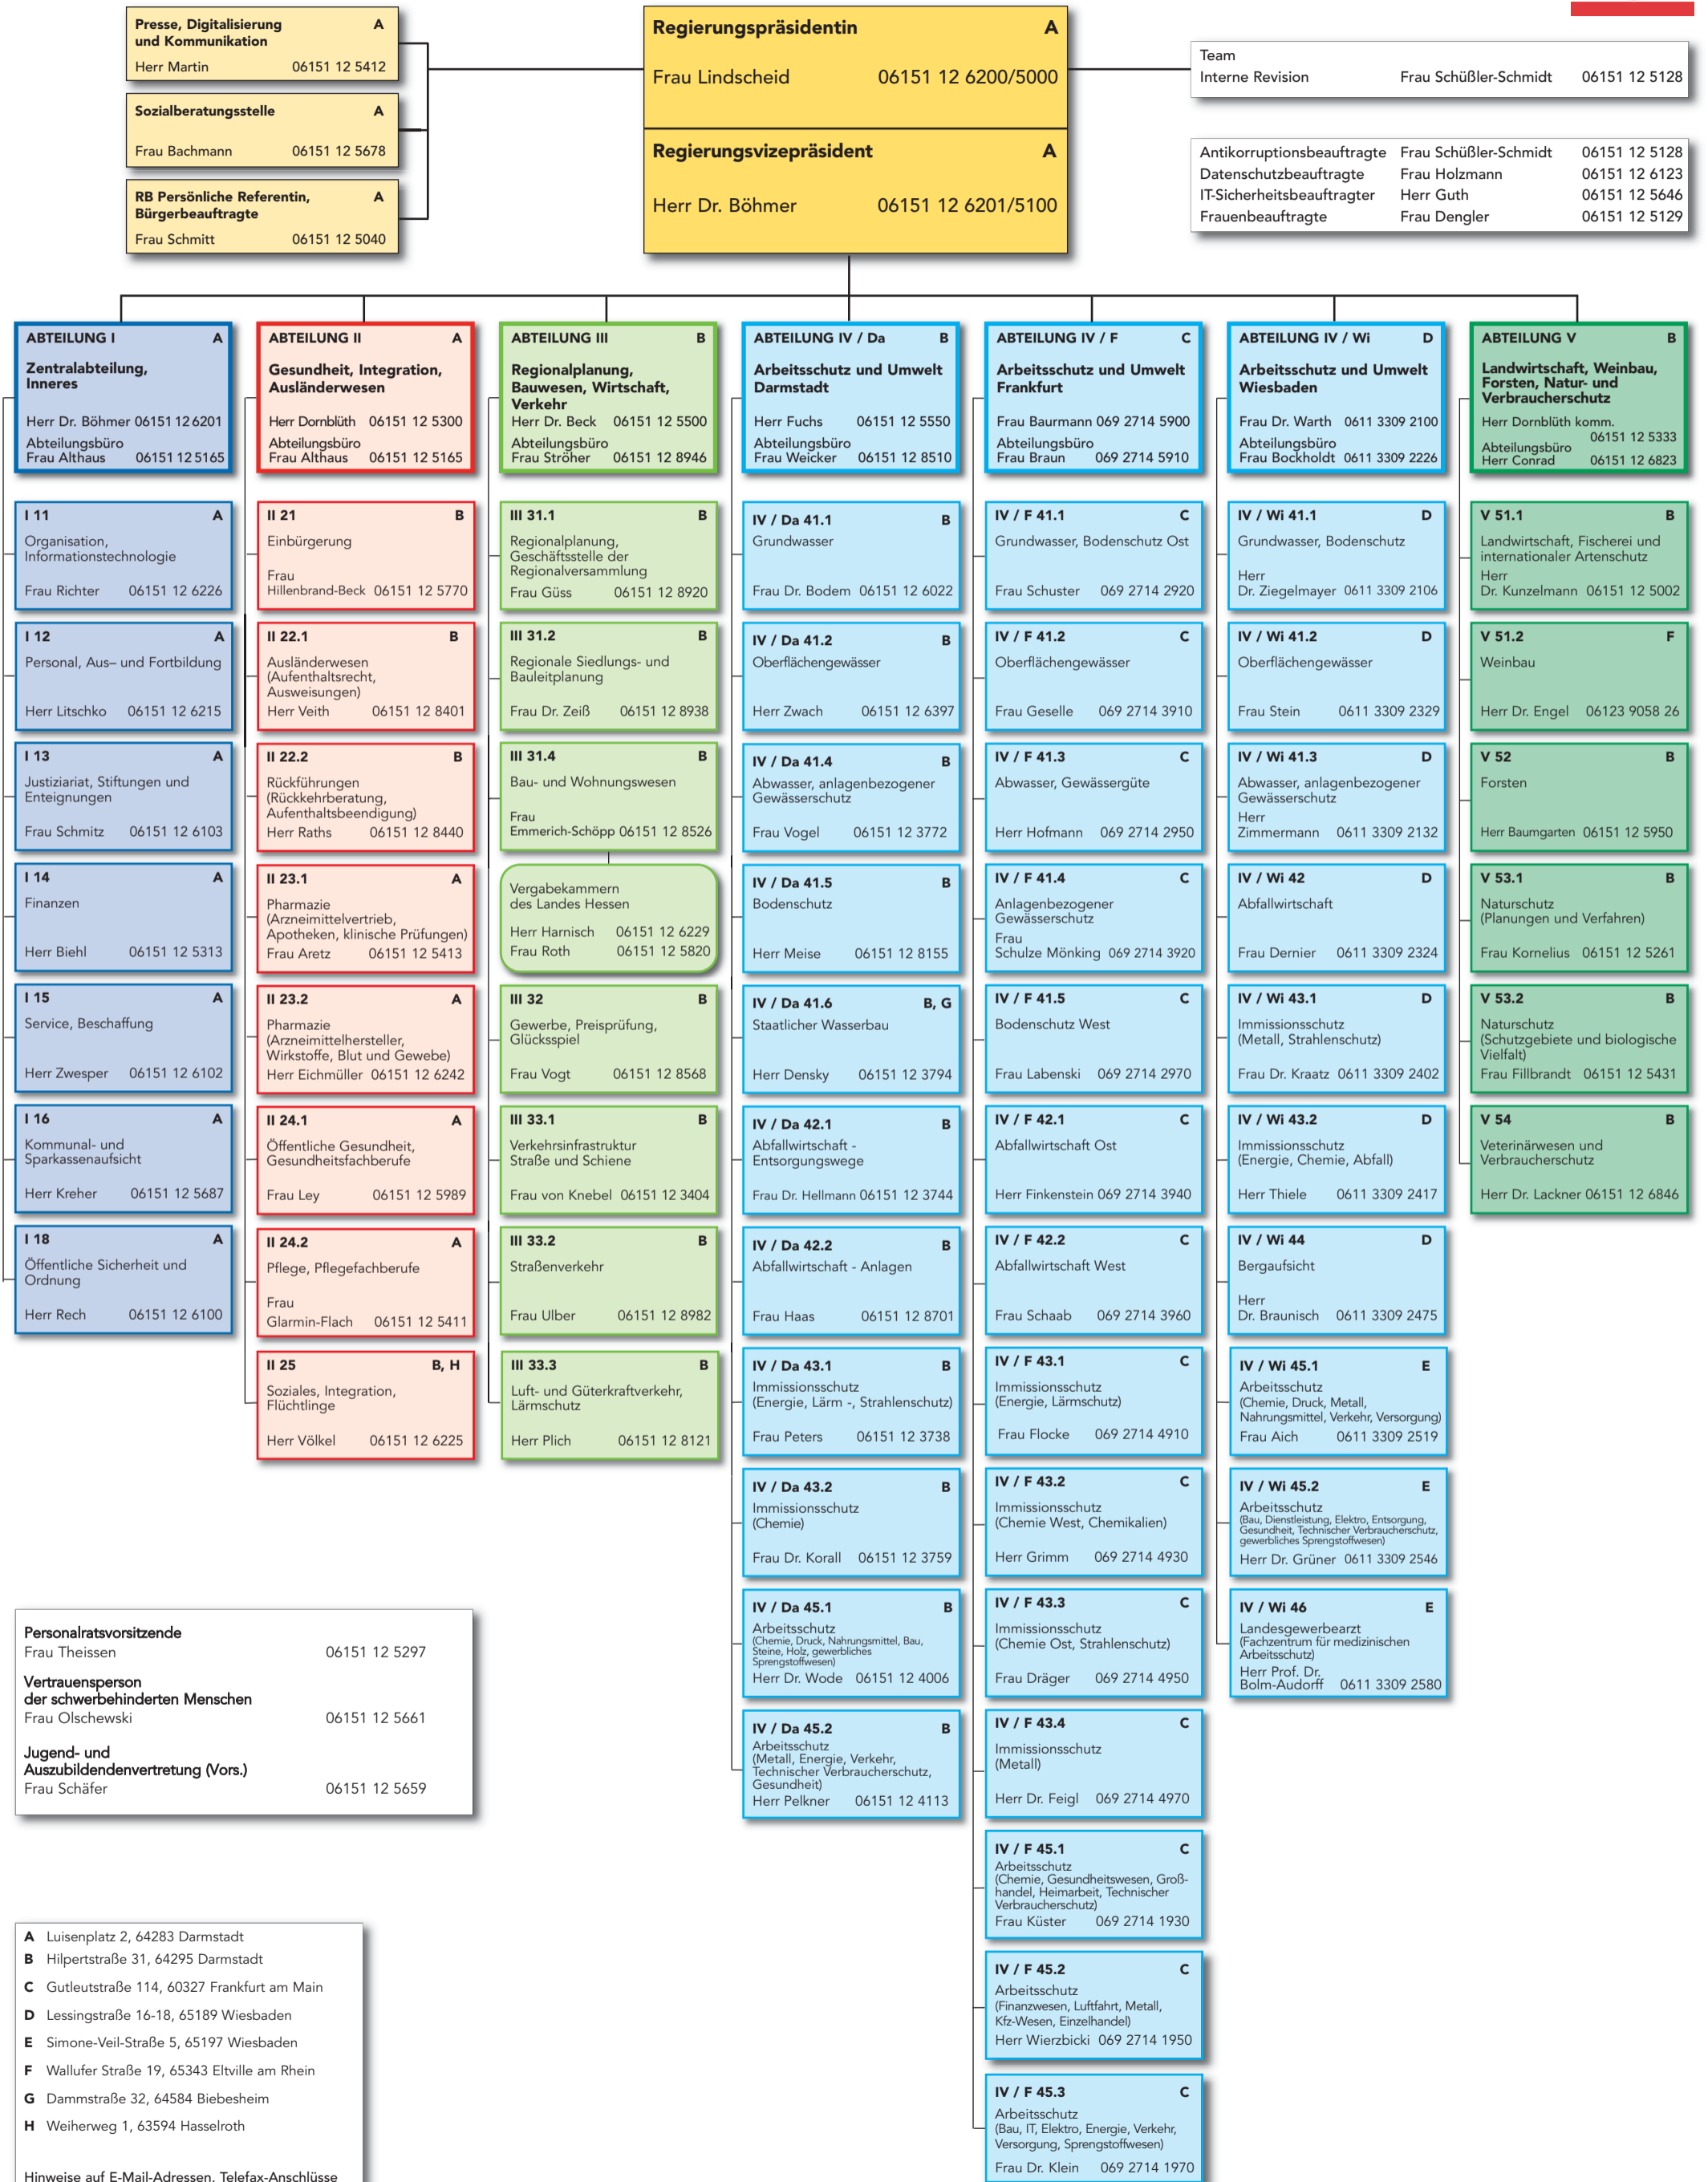 Presse, Digitalisierung A
und Kommunikation
Herr Martin 06151 12 5412
Sozialberatungsstelle A
Frau Bachmann 06151 12 5678
RB Persönliche Referentin, A
Bürgerbeauftragte
Frau Schmitt 06151 12 5040
Regierungspräsidentin A
Frau Lindscheid 06151 12 6200/5000
Regierungsvizepräsident A
Herr Dr. Böhmer 06151 12 6201/5100
Team
Interne Revision Frau Schüßler-Schmidt 06151 12 5128
Antikorruptionsbeauftragte Frau Schüßler-Schmidt 06151 12 5128
Datenschutzbeauftragte Frau Holzmann 06151 12 6123
IT-Sicherheitsbeauftragter Herr Guth 06151 12 5646
Frauenbeauftragte Frau Dengler 06151 12 5129
ABTEILUNG I A
Zentralabteilung,
Inneres
Herr Dr. Böhmer 06151 12 6201
Abteilungsbüro
Frau Althaus 06151 12 5165
I 11 A
Organisation,
Informationstechnologie
Frau Richter 06151 12 6226
I 12 A
Personal, Aus– und Fortbildung
Herr Litschko 06151 12 6215
I 13 A
Justiziariat, Stiftungen und
Enteignungen
Frau Schmitz 06151 12 6103
I 14 A
Finanzen
Herr Biehl 06151 12 5313
I 15 A
Service, Beschaffung
Herr Zwesper 06151 12 6102
I 16 A
Kommunal- und
Sparkassenaufsicht
Herr Kreher 06151 12 5687
I 18 A
Öffentliche Sicherheit und
Ordnung
Herr Rech 06151 12 6100
ABTEILUNG II A
Gesundheit, Integration,
Ausländerwesen
Herr Dornblüth 06151 12 5300
Abteilungsbüro
Frau Althaus 06151 12 5165
II 21 B
Einbürgerung
Frau
Hillenbrand-Beck 06151 12 5770
II 22.1 B
Ausländerwesen
(Aufenthaltsrecht,
Ausweisungen)
Herr Veith 06151 12 8401
II 22.2 B
Rückführungen
(Rückkehrberatung,
Aufenthaltsbeendigung)
Herr Raths 06151 12 8440
II 23.1 A
Pharmazie
(Arzneimittelvertrieb,
Apotheken, klinische Prüfungen)
Frau Aretz 06151 12 5413
II 23.2 A
Pharmazie
(Arzneimittelhersteller,
Wirkstoffe, Blut und Gewebe)
Herr Eichmüller 06151 12 6242
II 24.1 A
Öffentliche Gesundheit,
Gesundheitsfachberufe
Frau Ley 06151 12 5989
II 24.2 A
Pflege, Pflegefachberufe
Frau
Glarmin-Flach 06151 12 5411
II 25 B, H
Soziales, Integration,
Flüchtlinge
Herr Völkel 06151 12 6225
ABTEILUNG III B
Regionalplanung,
Bauwesen, Wirtschaft,
Verkehr
Herr Dr. Beck 06151 12 5500
Abteilungsbüro
Frau Ströher 06151 12 8946
III 31.1 B
Regionalplanung,
Geschäftsstelle der
Regionalversammlung
Frau Güss 06151 12 8920
III 31.2 B
Regionale Siedlungs- und
Bauleitplanung
Frau Dr. Zeiß 06151 12 8938
III 31.4 B
Bau- und Wohnungswesen
Frau
Emmerich-Schöpp 06151 12 8526
Vergabekammern
des Landes Hessen
Herr Harnisch 06151 12 6229
Frau Roth 06151 12 5820
III 32 B
Gewerbe, Preisprüfung,
Glücksspiel
Frau Vogt 06151 12 8568
III 33.1 B
Verkehrsinfrastruktur
Straße und Schiene
Frau von Knebel 06151 12 3404
III 33.2 B
Straßenverkehr
Frau Ulber 06151 12 8982
III 33.3 B
Luft- und Güterkraftverkehr,
Lärmschutz
Herr Plich 06151 12 8121
ABTEILUNG IV / Da B
Arbeitsschutz und Umwelt
Darmstadt
Herr Fuchs 06151 12 5550
Abteilungsbüro
Frau Weicker 06151 12 8510
IV / Da 41.1 B
Grundwasser
Frau Dr. Bodem 06151 12 6022
IV / Da 41.2 B
Oberflächengewässer
Herr Zwach 06151 12 6397
IV / Da 41.4 B
Abwasser, anlagenbezogener
Gewässerschutz
Frau Vogel 06151 12 3772
IV / Da 41.5 B
Bodenschutz
Herr Meise 06151 12 8155
IV / Da 41.6 B, G
Staatlicher Wasserbau
Herr Densky 06151 12 3794
IV / Da 42.1 B
Abfallwirtschaft -
Entsorgungswege
Frau Dr. Hellmann 06151 12 3744
IV / Da 42.2 B
Abfallwirtschaft - Anlagen
Frau Haas 06151 12 8701
IV / Da 43.1 B
Immissionsschutz
(Energie, Lärm -, Strahlenschutz)
Frau Peters 06151 12 3738
IV / Da 43.2 B
Immissionsschutz
(Chemie)
Frau Dr. Korall 06151 12 3759
IV / Da 45.1 B
Arbeitsschutz
(Chemie, Druck, Nahrungsmittel, Bau,
Steine, Holz, gewerbliches
Sprengstoffwesen)
Herr Dr. Wode 06151 12 4006
IV / Da 45.2 B
Arbeitsschutz
(Metall, Energie, Verkehr,
Technischer Verbraucherschutz,
Gesundheit)
Herr Pelkner 06151 12 4113
ABTEILUNG IV / F C
Arbeitsschutz und Umwelt
Frankfurt
Frau Baurmann 069 2714 5900
Abteilungsbüro
Frau Braun 069 2714 5910
IV / F 41.1 C
Grundwasser, Bodenschutz Ost
Frau Schuster 069 2714 2920
IV / F 41.2 C
Oberflächengewässer
Frau Geselle 069 2714 3910
IV / F 41.3 C
Abwasser, Gewässergüte
Herr Hofmann 069 2714 2950
IV / F 41.4 C
Anlagenbezogener
Gewässerschutz
Frau
Schulze Mönking 069 2714 3920
IV / F 41.5 C
Bodenschutz West
Frau Labenski 069 2714 2970
IV / F 42.1 C
Abfallwirtschaft Ost
Herr Finkenstein 069 2714 3940
IV / F 42.2 C
Abfallwirtschaft West
Frau Schaab 069 2714 3960
IV / F 43.1 C
Immissionsschutz
(Energie, Lärmschutz)
Frau Flocke 069 2714 4910
IV / F 43.2 C
Immissionsschutz
(Chemie West, Chemikalien)
Herr Grimm 069 2714 4930
IV / F 43.3 C
Immissionsschutz
(Chemie Ost, Strahlenschutz)
Frau Dräger 069 2714 4950
IV / F 43.4 C
Immissionsschutz
(Metall)
Herr Dr. Feigl 069 2714 4970
IV / F 45.1 C
Arbeitsschutz
(Chemie, Gesundheitswesen, Groß-
handel, Heimarbeit, Technischer
Verbraucherschutz)
Frau Küster 069 2714 1930
IV / F 45.2 C
Arbeitsschutz
(Finanzwesen, Luftfahrt, Metall,
Kfz-Wesen, Einzelhandel)
Herr Wierzbicki 069 2714 1950
IV / F 45.3 C
Arbeitsschutz
(Bau, IT, Elektro, Energie, Verkehr,
Versorgung, Sprengstoffwesen)
Frau Dr. Klein 069 2714 1970
ABTEILUNG IV / Wi D
Arbeitsschutz und Umwelt
Wiesbaden
Frau Dr. Warth 0611 3309 2100
Abteilungsbüro
Frau Bockholdt 0611 3309 2226
IV / Wi 41.1 D
Grundwasser, Bodenschutz
Herr
Dr. Ziegelmayer 0611 3309 2106
IV / Wi 41.2 D
Oberflächengewässer
Frau Stein 0611 3309 2329
IV / Wi 41.3 D
Abwasser, anlagenbezogener
Gewässerschutz
Herr
Zimmermann 0611 3309 2132
IV / Wi 42 D
Abfallwirtschaft
Frau Dernier 0611 3309 2324
IV / Wi 43.1 D
Immissionsschutz
(Metall, Strahlenschutz)
Frau Dr. Kraatz 0611 3309 2402
IV / Wi 43.2 D
Immissionsschutz
(Energie, Chemie, Abfall)
Herr Thiele 0611 3309 2417
IV / Wi 44 D
Bergaufsicht
Herr
Dr. Braunisch 0611 3309 2475
IV / Wi 45.1 E
Arbeitsschutz
(Chemie, Druck, Metall,
Nahrungsmittel, Verkehr, Versorgung)
Frau Aich 0611 3309 2519
IV / Wi 45.2 E
Arbeitsschutz
(Bau, Dienstleistung, Elektro, Entsorgung,
Gesundheit, Technischer Verbraucherschutz,
gewerbliches Sprengstoffwesen)
Herr Dr. Grüner 0611 3309 2546
IV / Wi 46 E
Landesgewerbearzt
(Fachzentrum für medizinischen
Arbeitsschutz)
Herr Prof. Dr.
Bolm-Audorff 0611 3309 2580
ABTEILUNG V B
Landwirtschaft, Weinbau,
Forsten, Natur- und
Verbraucherschutz
Herr Dornblüth komm.
06151 12 5333
Abteilungsbüro
Herr Conrad 06151 12 6823
V 51.1 B
Landwirtschaft, Fischerei und
internationaler Artenschutz
Herr
Dr. Kunzelmann 06151 12 5002
V 51.2 F
Weinbau
Herr Dr. Engel 06123 9058 26
V 52 B
Forsten
Herr Baumgarten 06151 12 5950
V 53.1 B
Naturschutz
(Planungen und Verfahren)
Frau Kornelius 06151 12 5261
V 53.2 B
Naturschutz
(Schutzgebiete und biologische
Vielfalt)
Frau Fillbrandt 06151 12 5431
V 54 B
Veterinärwesen und
Verbraucherschutz
Herr Dr. Lackner 06151 12 6846
Personalratsvorsitzende
Frau Theissen 06151 12 5297
Vertrauensperson
der schwerbehinderten Menschen
Frau Olschewski 06151 12 5661
Jugend- und
Auszubildendenvertretung (Vors.)
Frau Schäfer 06151 12 5659
A Luisenplatz 2, 64283 Darmstadt
B Hilpertstraße 31, 64295 Darmstadt
C Gutleutstraße 114, 60327 Frankfurt am Main
D Lessingstraße 16-18, 65189 Wiesbaden
E Simone-Veil-Straße 5, 65197 Wiesbaden
F Wallufer Straße 19, 65343 Eltville am Rhein
G Dammstraße 32, 64584 Biebesheim
H Weiherweg 1, 63594 Hasselroth
Hinweise auf E-Mail-Adressen, Telefax-Anschlüsse